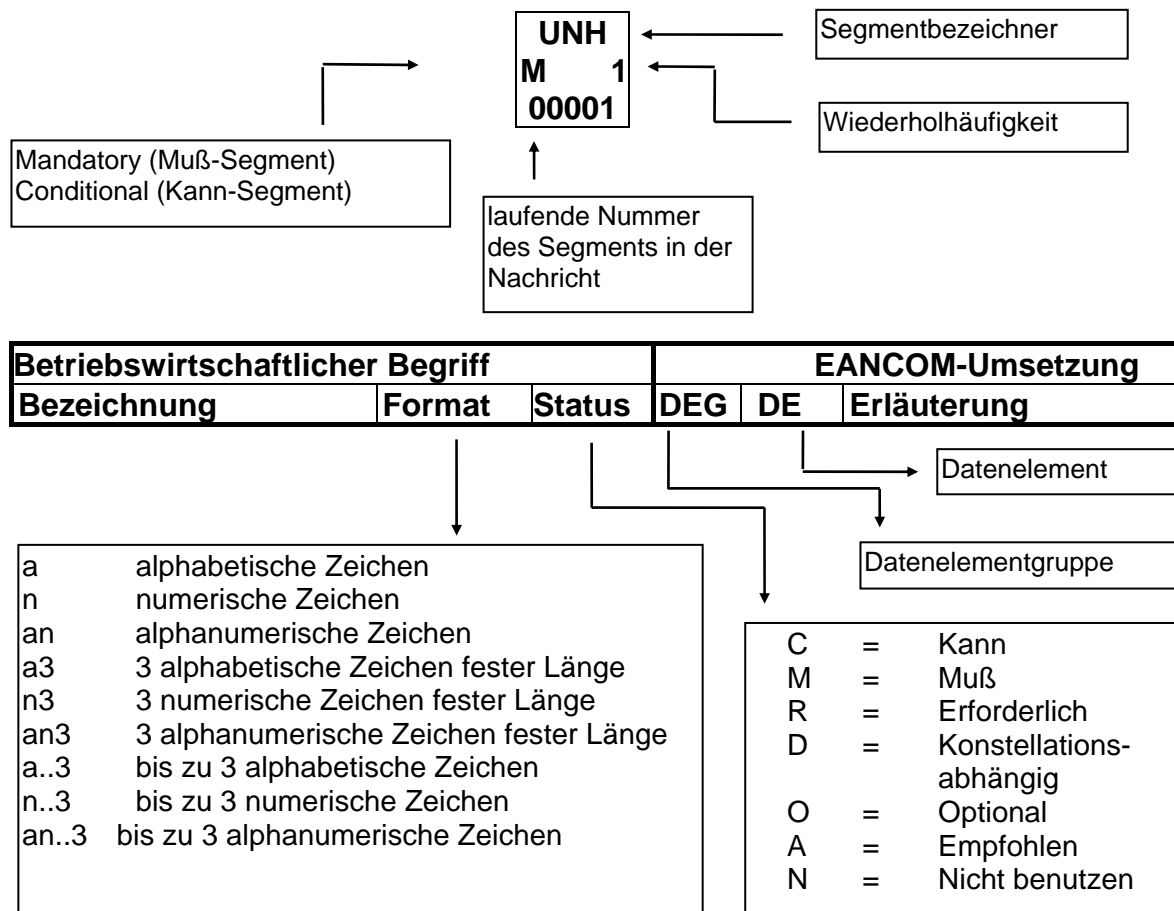 UNH
M 1
00001
Segmentbezeichner
Wiederholhäufigkeit
Mandatory (Muß-Segment)
Conditional (Kann-Segment)
laufende Nummer
des Segments in der
Nachricht
Betriebswirtschaftlicher Begriff EANCOM-Umsetzung
Bezeichnung Format Status DEG DE Erläuterung
Datenelement
Datenelementgruppe
a alphabetische Zeichen
n numerische Zeichen
an alphanumerische Zeichen
a3 3 alphabetische Zeichen fester Länge
n3 3 numerische Zeichen fester Länge
an3 3 alphanumerische Zeichen fester Länge
a..3 bis zu 3 alphabetische Zeichen
n..3 bis zu 3 numerische Zeichen
an..3 bis zu 3 alphanumerische Zeichen
C = Kann
M = Muß
R = Erforderlich
D = Konstellations-
abhängig
O = Optional
A = Empfohlen
N = Nicht benutzen